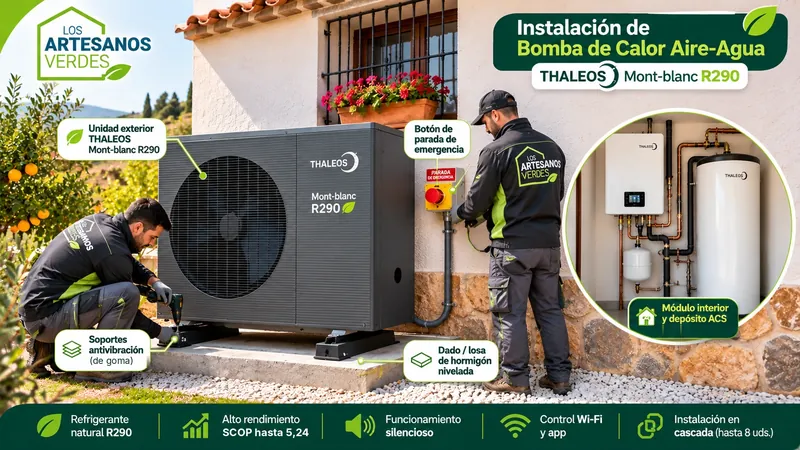 LOS
ARTESANOS
VERDES
Instalación de
Bomba de Calor Aire-Agua
THALEOS Mont-blanc R290
Unidad exterior
THALEOS
Mont-blanc R290
Botón de
parada de
emergencia
THALEOS
Mont-blanc
R290
PARADA
DE EMERGENCIA
LOS
ARTESANOS
VERDES
ARTESANOS
THALEOS
THALEOS
Módulo interior
y depósito ACS
Soportes
antivibración
(de goma)
Dado / losa
de hormigón
nivelada
Refrigerante
natural R290
Alto rendimiento
SCOP hasta 5,24
Funcionamiento
silencioso
Control Wi-Fi
y app
Instalación en
cascada (hasta 8 uds.)